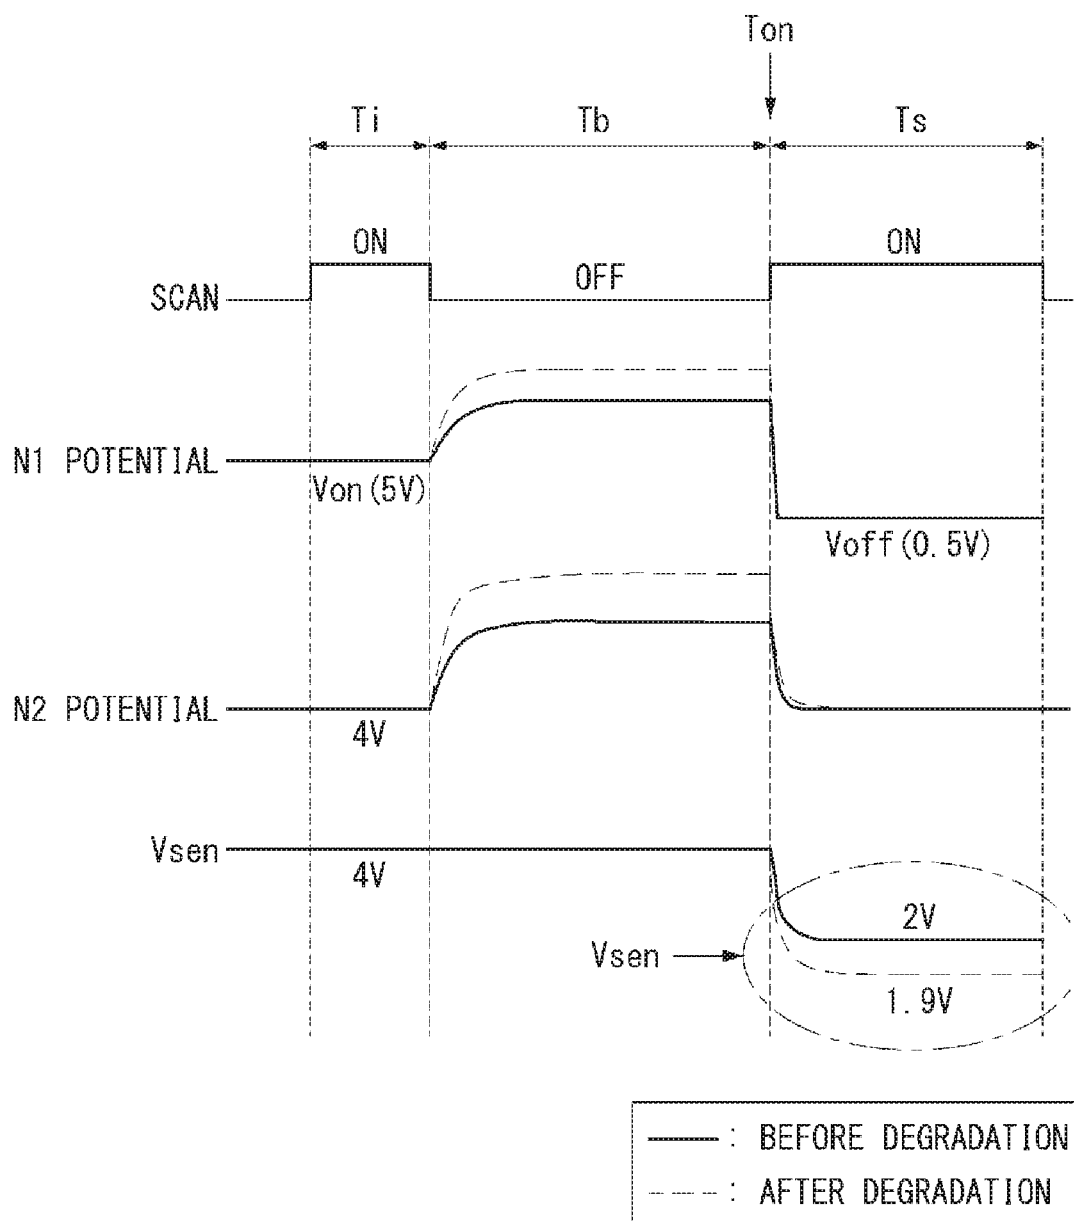 Ton
Ti Tb Ts
ON ON
SCAN OFF
N1 POTENTIAL
Von(5V)
Voff(0.5V)
N2 POTENTIAL
4V
Vsen
4V
2V
Vsen
1.9V
: BEFORE DEGRADATION
: AFTER DEGRADATION